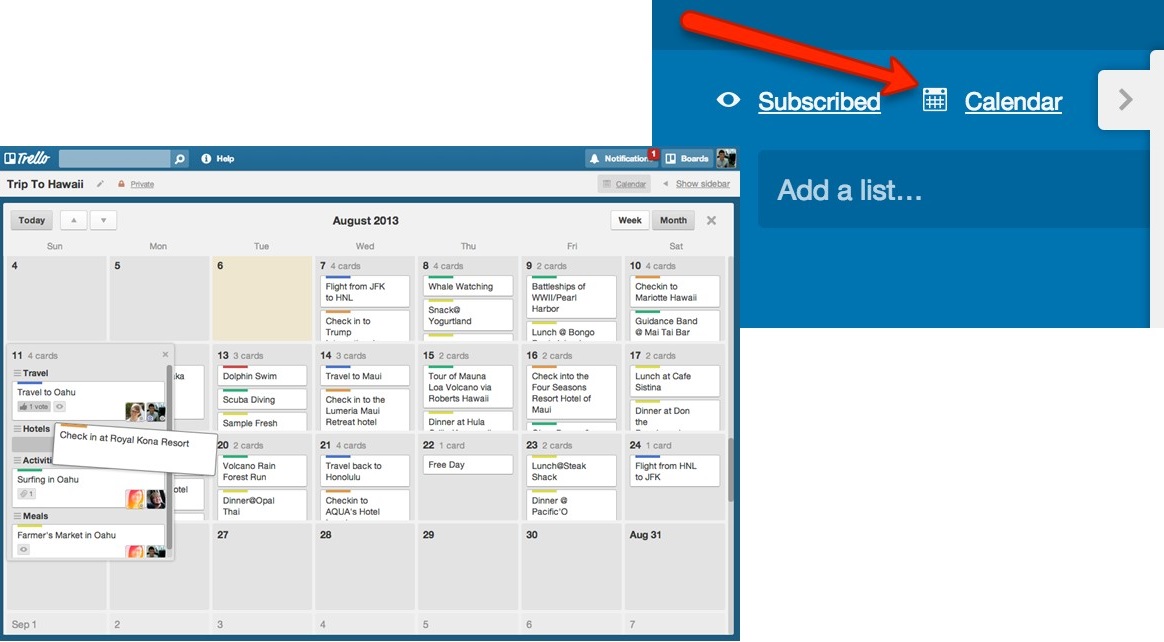 Subscribed
Calendar
Add a list...
Trello
Help
Notification
1
Boards
Trip To Hawaii
Private
Calendar
Show sidebar
Today
August 2013
Week
Month
Sun
Mon
Tue
Wed
Thu
Fri
Sat
4
5
6
7 4 cards
Flight from JFK
to HNL
Check in to
Trump
8 4 cards
Whale Watching
Snack@
Yogurtland
9 2 cards
Battleships of
WWII/Pearl
Harbor
Lunch @ Bongo
10 4 cards
Checkin to
Mariotte Hawaii
Guidance Band
@ Mai Tai Bar
11 4 cards
Travel
Travel to Oahu
1 vote
Hotels
Check in at Royal Kona Resort
Activiti
Surfing in Oahu
1
Meals
Farmer's Market in Oahu
13 3 cards
Dolphin Swim
Scuba Diving
Sample Fresh
14 3 cards
Travel to Maui
Check in to the
Lumeria Maui
Retreat hotel
15 2 cards
Tour of Mauna
Loa Volcano via
Roberts Hawaii
Dinner at Hula
16 2 cards
Check into the
Four Seasons
Resort Hotel of
Maui
17 2 cards
Lunch at Cafe
Sistina
Dinner at Don
the
20 2 cards
Volcano Rain
Forest Run
Dinner@Opal
Thai
21 4 cards
Travel back to
Honolulu
Checkin to
AQUA's Hotel
22 1 card
Free Day
23 2 cards
Lunch@Steak
Shack
Dinner @
Pacific'O
24 1 card
Flight from HNL
to JFK
27
28
29
30
Aug 31
Sep 1
2
3
4
5
6
7